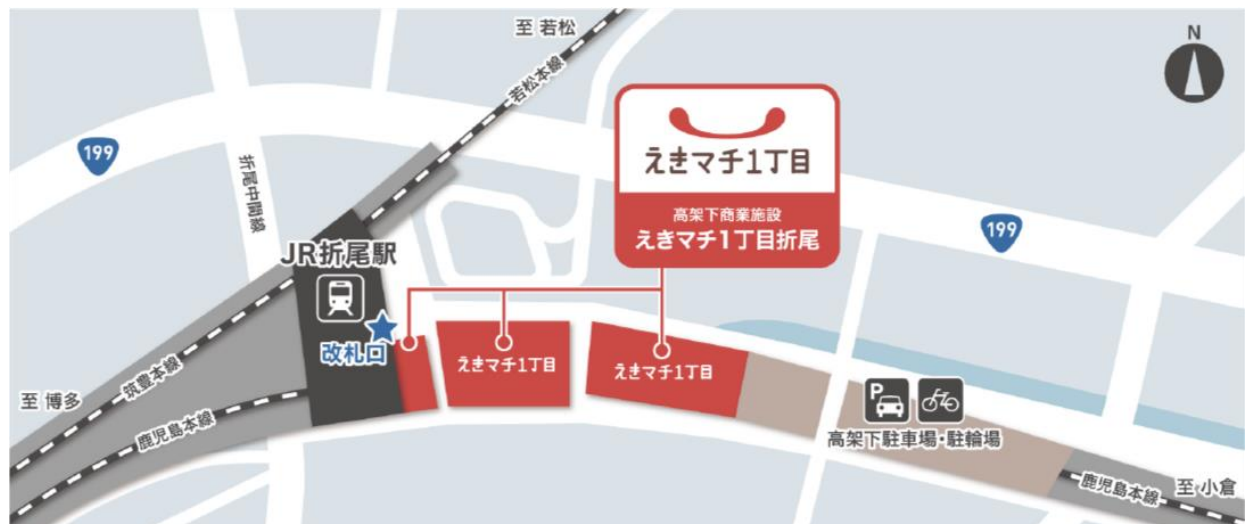 至 若松
N
若松本線
えきマチ1丁目
199
高架下商業施設
えきマチ1丁目折尾
折尾中間線
199
JR折尾駅
改札口
えきマチ1丁目
えきマチ1丁目
至 博多
筑豊本線
P
鹿児島本線
高架下駐車場・駐輪場
鹿児島本線
至 小倉